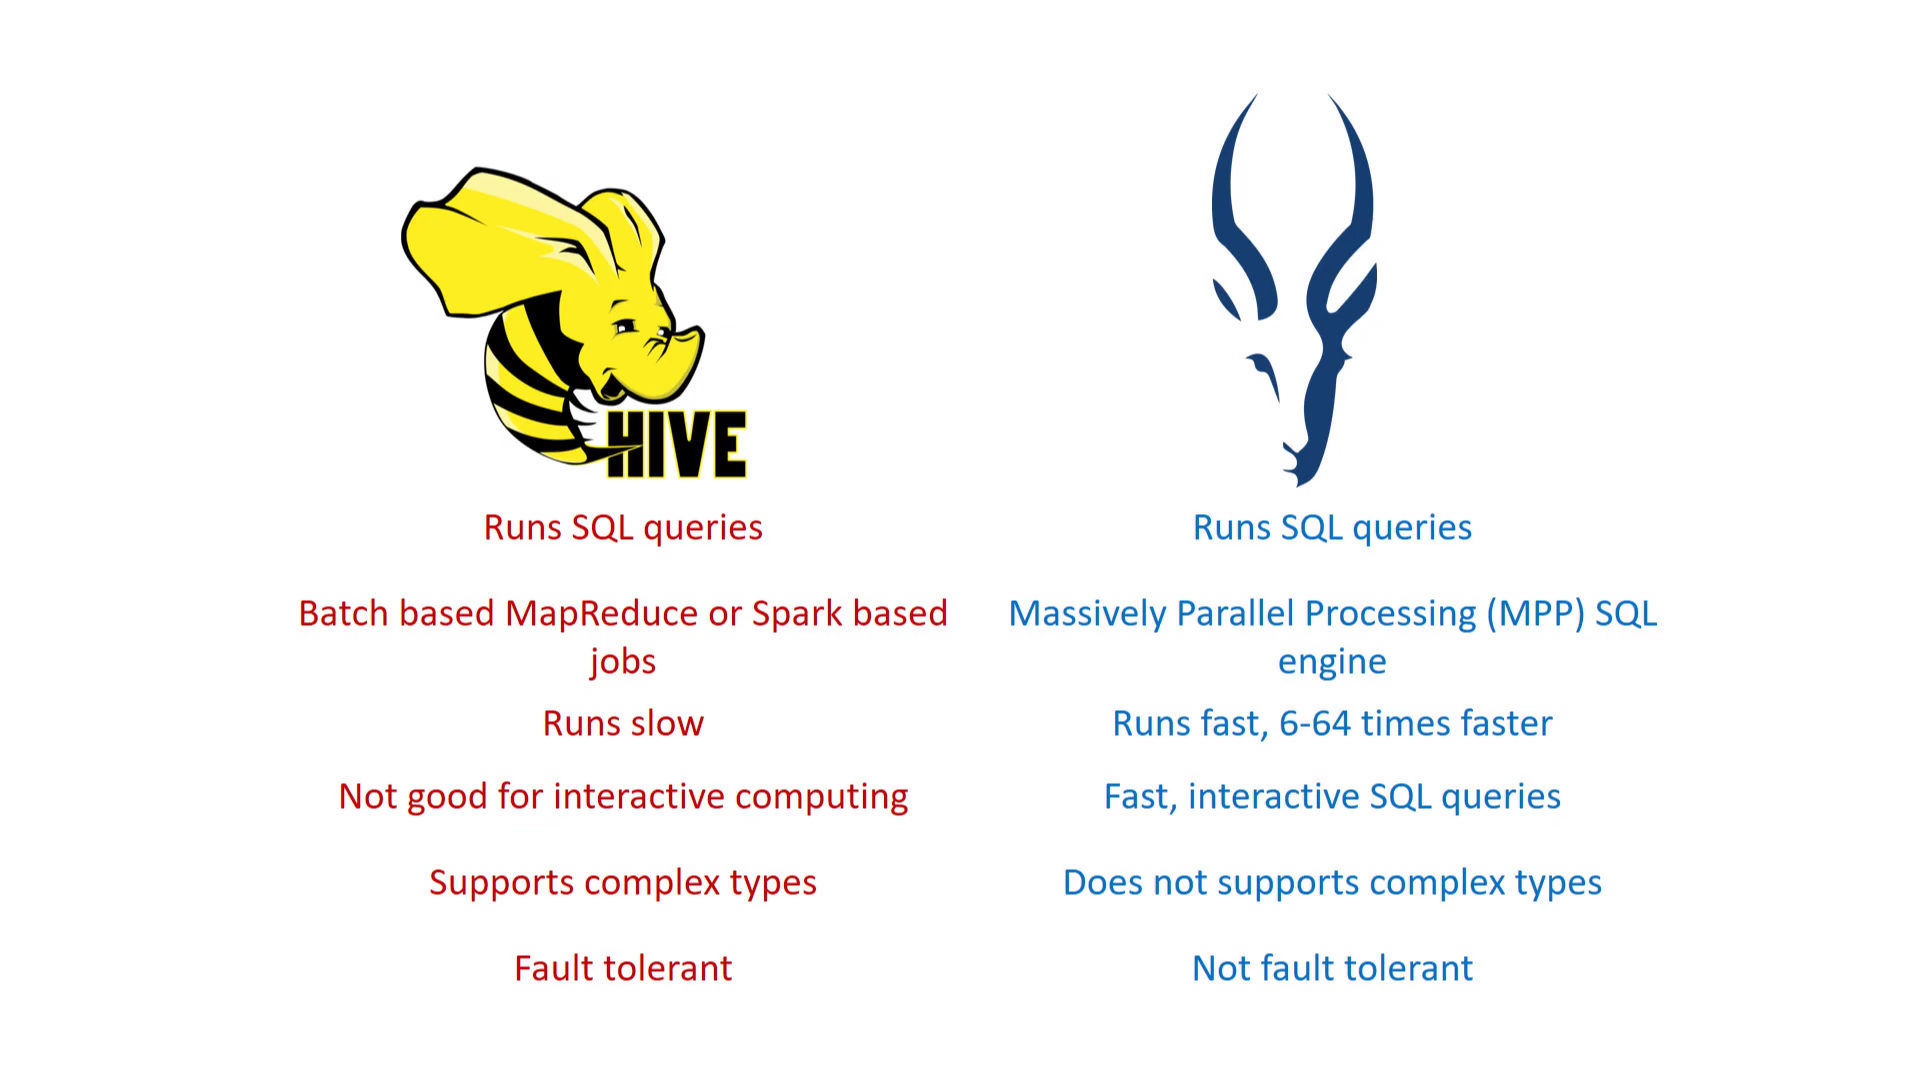 HIVE
Runs SQL queries
Runs SQL queries
Batch based MapReduce or Spark based
jobs
Massively Parallel Processing (MPP) SQL
engine
Runs slow
Runs fast, 6-64 times faster
Not good for interactive computing
Fast, interactive SQL queries
Supports complex types
Does not supports complex types
Fault tolerant
Not fault tolerant